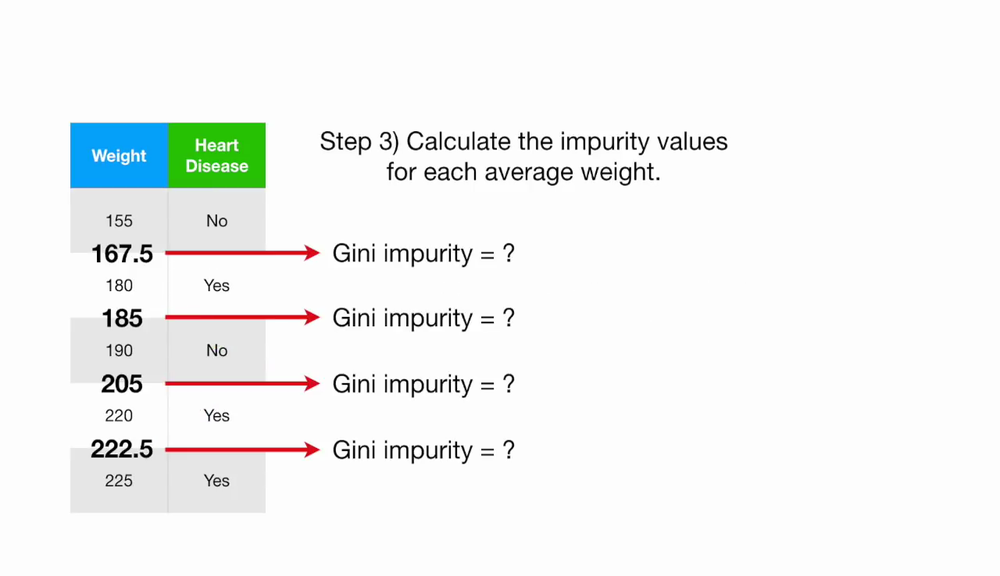 Step 3) Calculate the impurity values
for each average weight.
Weight
Heart
Disease
155 No
167.5 Gini impurity = ?
180 Yes
185 Gini impurity = ?
190 No
205 Gini impurity = ?
220 Yes
222.5 Gini impurity = ?
225 Yes